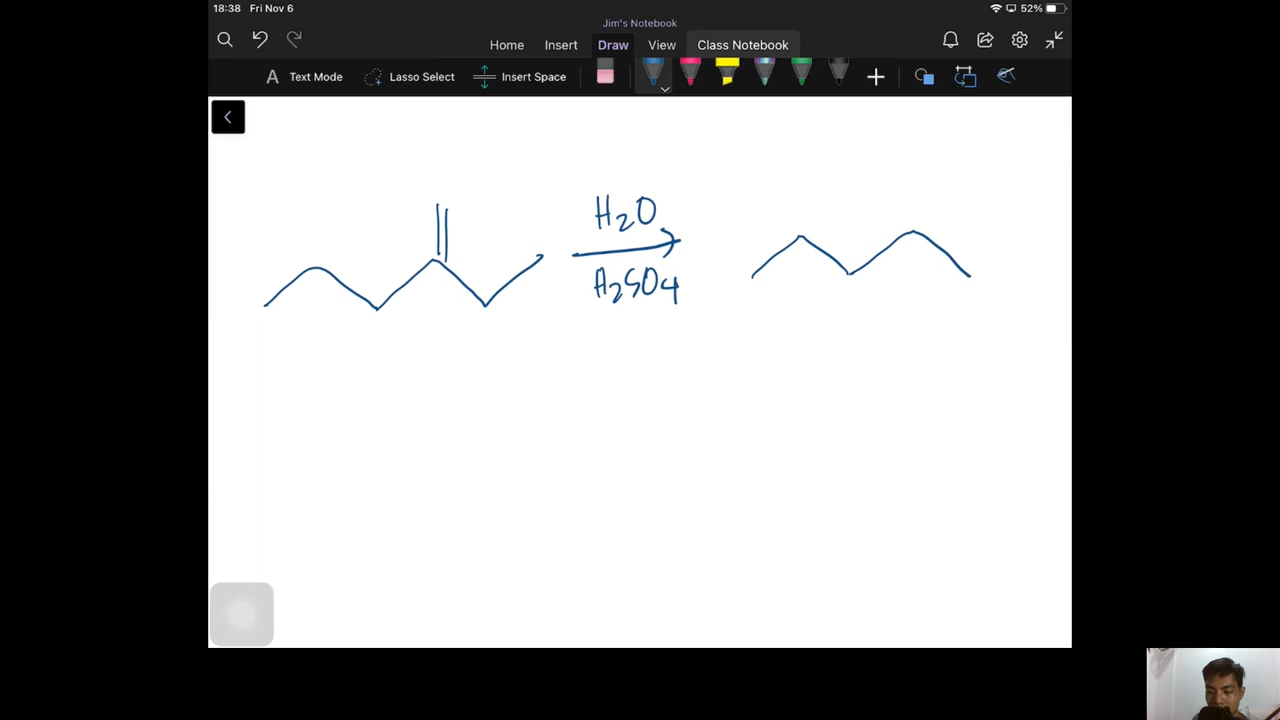 18:38 Fri Nov 6
52%
Jim's Notebook
Home Insert Draw View Class Notebook
A Text Mode Lasso Select Insert Space
H2O
H2SO4